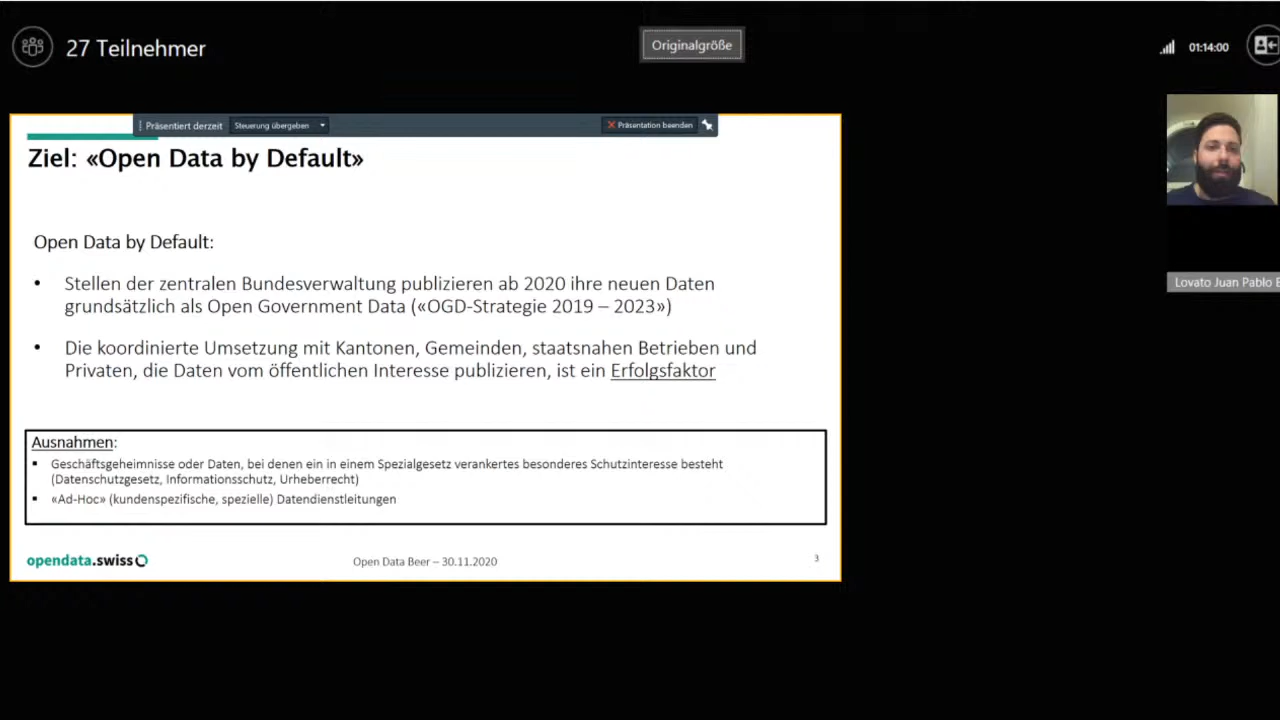 27 Teilnehmer
Originalgröße
01:14:00
Präsentiert derzeit
Steuerung übergeben
Präsentation beenden
Ziel: «Open Data by Default»
Open Data by Default:
• Stellen der zentralen Bundesverwaltung publizieren ab 2020 ihre neuen Daten
grundsätzlich als Open Government Data («OGD-Strategie 2019 – 2023»)
• Die koordinierte Umsetzung mit Kantonen, Gemeinden, staatsnahen Betrieben und
Privaten, die Daten vom öffentlichen Interesse publizieren, ist ein Erfolgsfaktor
Ausnahmen:
▪ Geschäftsgeheimnisse oder Daten, bei denen ein in einem Spezialgesetz verankertes besonderes Schutzinteresse besteht
(Datenschutzgesetz, Informationsschutz, Urheberrecht)
▪ «Ad-Hoc» (kundenspezifische, spezielle) Datendienstleitungen
opendata.swiss
Open Data Beer – 30.11.2020
3
Lovato Juan Pablo